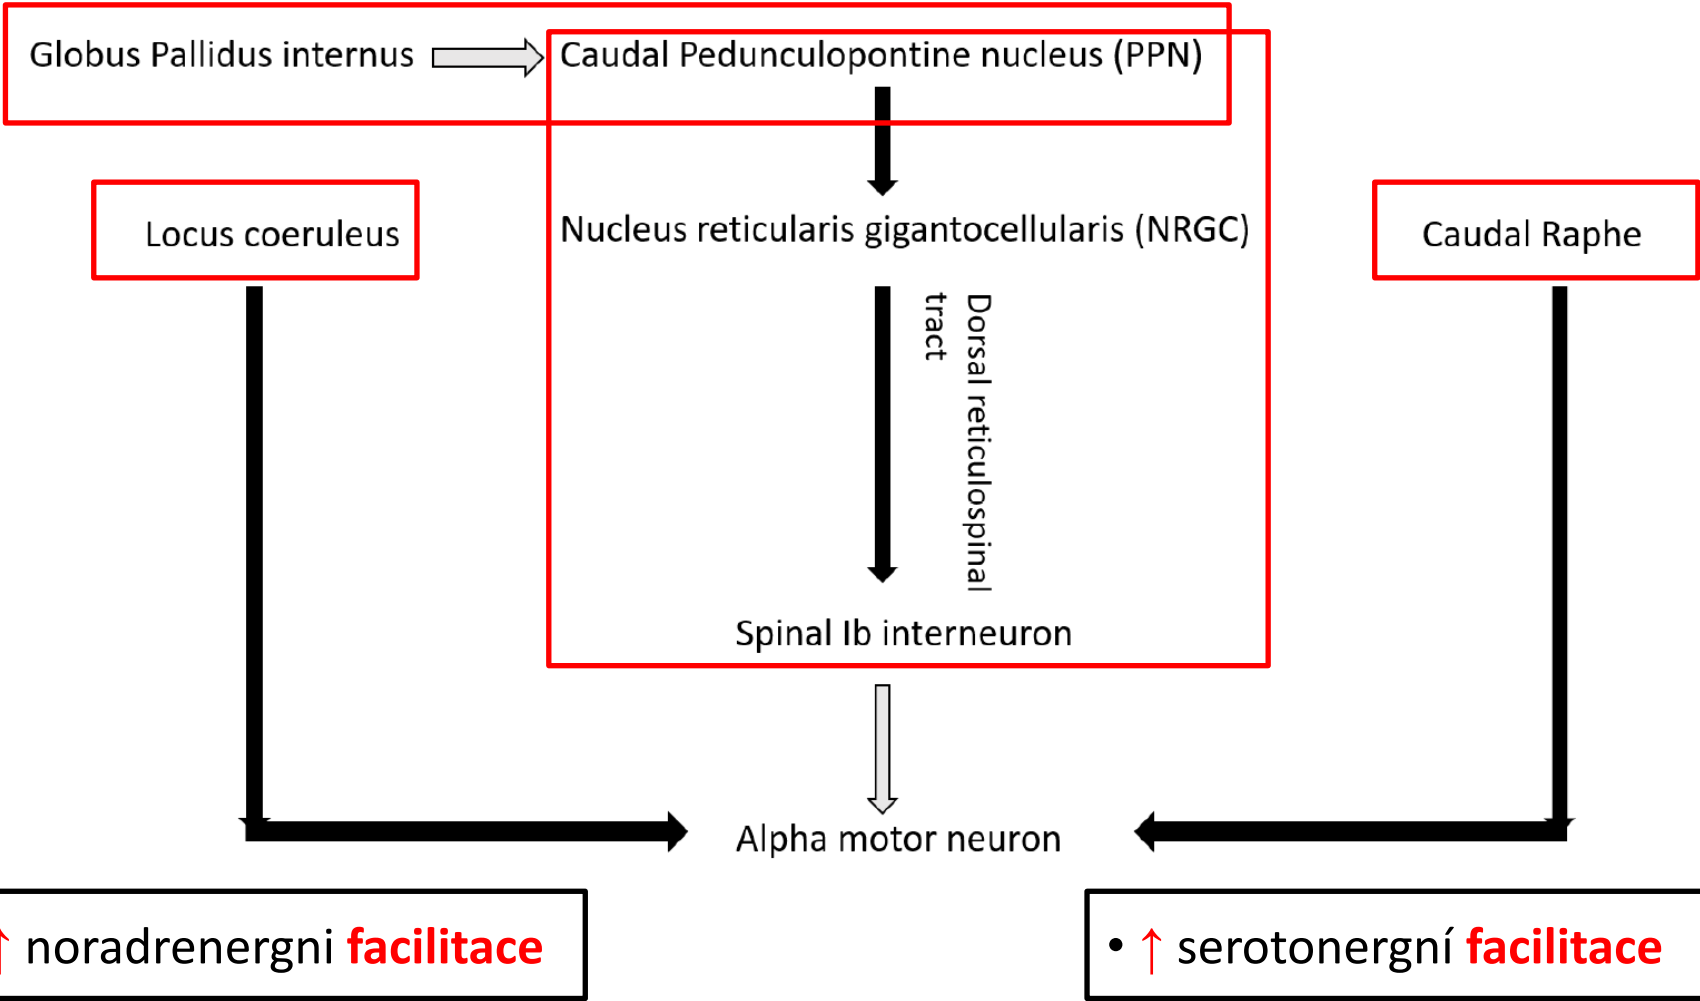 Globus Pallidus internus
Caudal Pedunculopontine nucleus (PPN)
Locus coeruleus
Nucleus reticularis gigantocellularis (NRGC)
Caudal Raphe
Dorsal reticulospinal
tract
Spinal Ib interneuron
Alpha motor neuron
↑ noradrenergni facilitace
• ↑ serotonergní facilitace